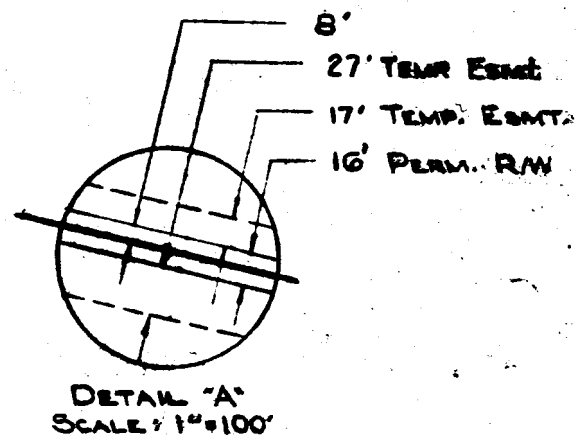 8'
27' TEMP ESMT
17' TEMP. ESMT.
16' PERM. R/W
DETAIL "A"
SCALE: 1"=100'